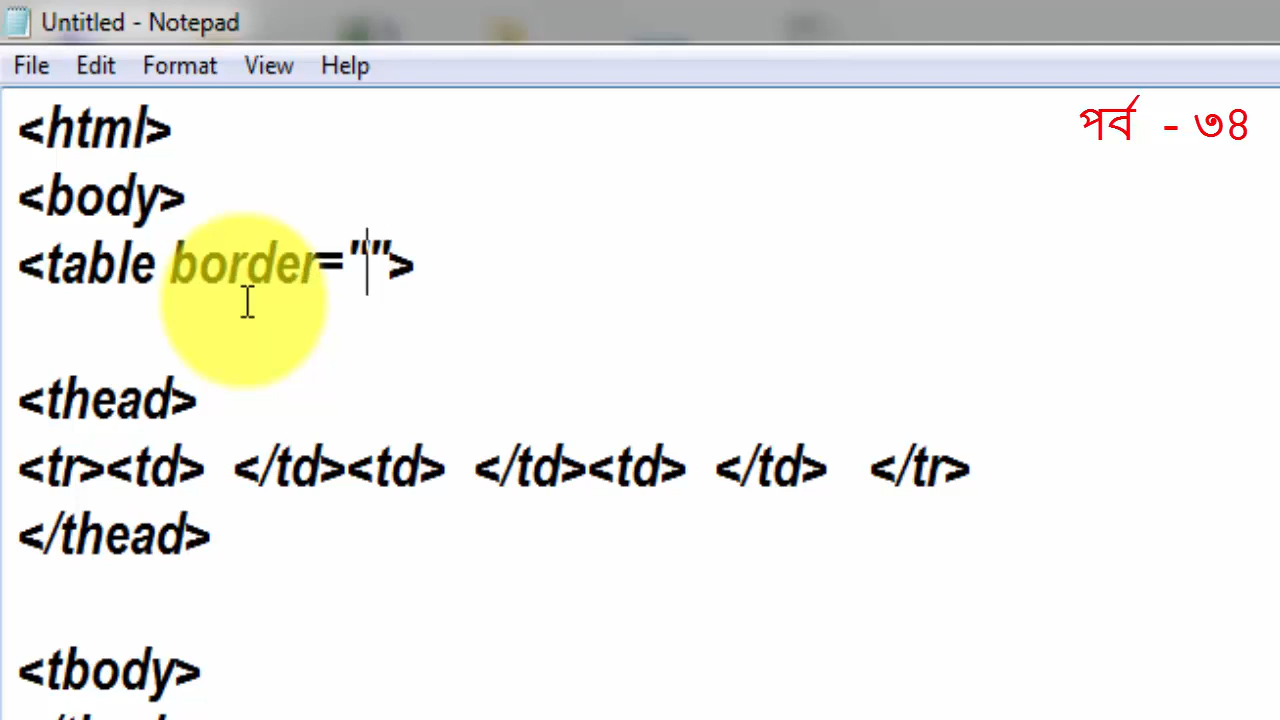 Untitled - Notepad
File Edit Format View Help
পর্ব - ৩৪
<html>
<body>
<table border="">
<thead>
<tr><td> </td><td> </td><td> </td> </tr>
</thead>
<tbody>